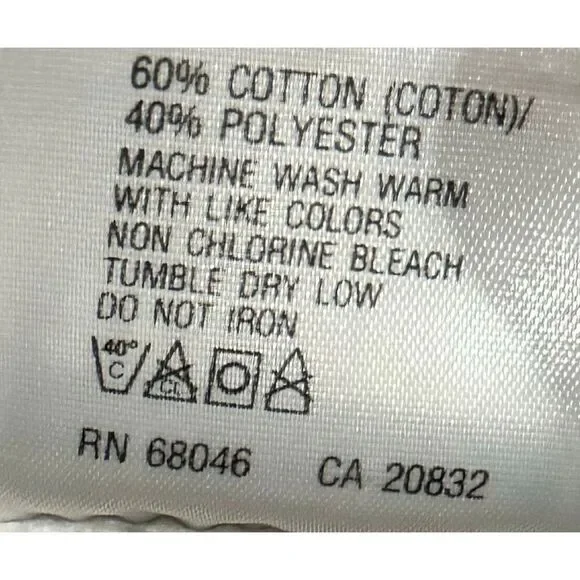 60% COTTON (COTON)/
40% POLYESTER
MACHINE WASH WARM
WITH LIKE COLORS
NON CHLORINE BLEACH
TUMBLE DRY LOW
DO NOT IRON
40° C CL
RN 68046 CA 20832